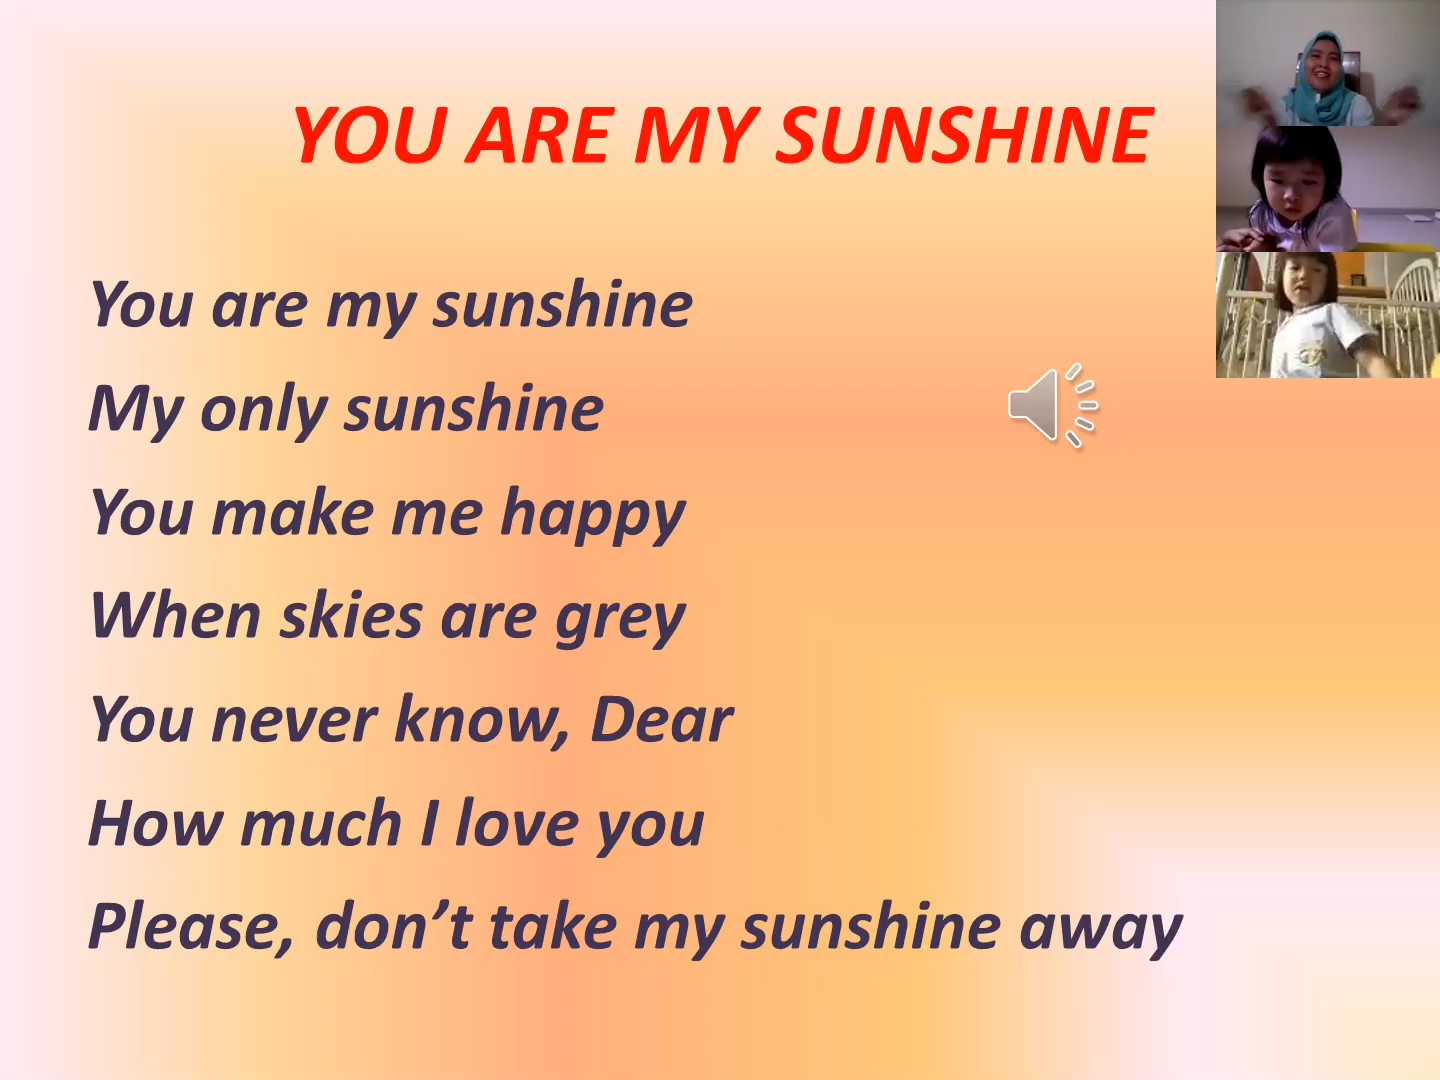 YOU ARE MY SUNSHINE
You are my sunshine
My only sunshine
You make me happy
When skies are grey
You never know, Dear
How much I love you
Please, don’t take my sunshine away